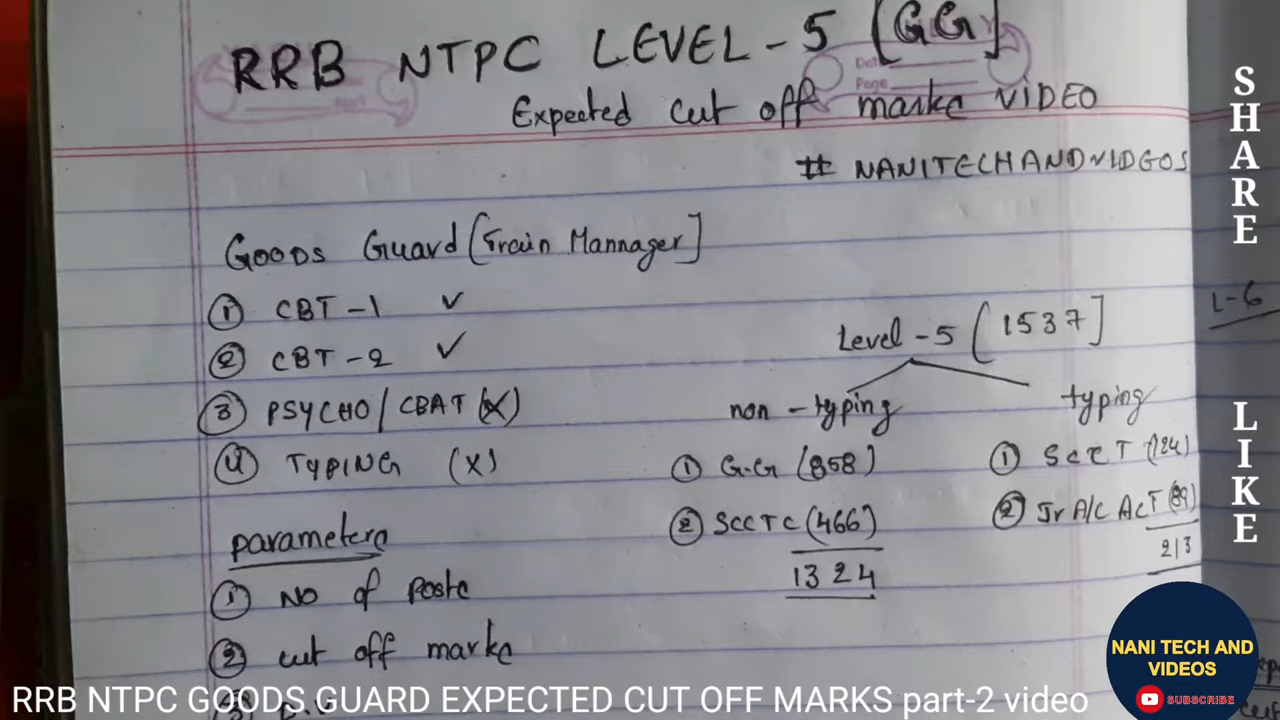 RRB NTPC LEVEL - 5 [GG]
Expected cut off marks VIDEO
# NANITECHANDVIDEOS
Goods Guard [Train Mannager]
① CBT - 1 ✓
② CBT - 2 ✓
③ PSYCHO / CBAT (X)
④ TYPING (X)
Level - 5 [1537]
non - typing
① G.G (858)
② SCCTC (466)
1324
typing
① SCCT (124)
② Jr A/C AcT (89)
213
parameters
① NO of posts
② cut off marks
L-6
SHARE
LIKE
NANI TECH AND
VIDEOS
SUBSCRIBE
RRB NTPC GOODS GUARD EXPECTED CUT OFF MARKS part-2 video